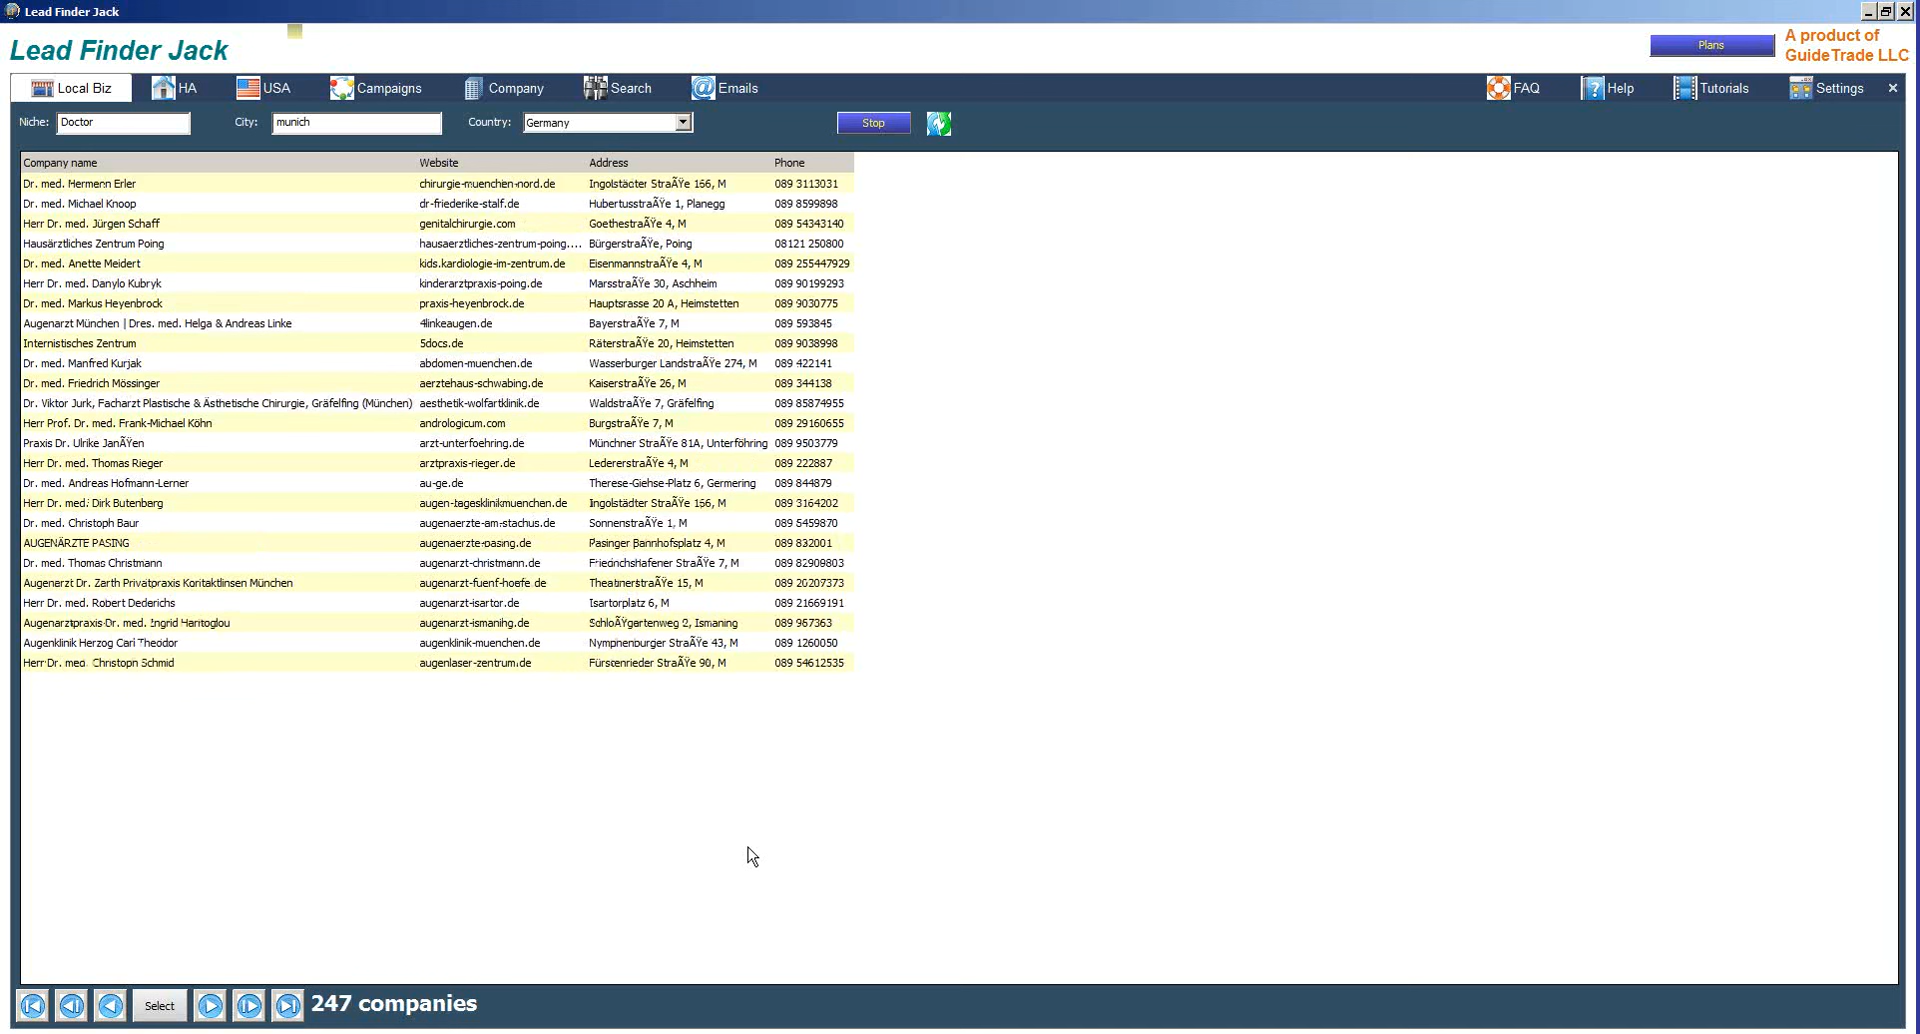 Lead Finder Jack
Lead Finder Jack
Plans
A product of
GuideTrade LLC
Local Biz HA USA Campaigns Company Search Emails FAQ Help Tutorials Settings
Niche: Doctor City: munich Country: Germany Stop
Company name Website Address Phone
Dr. med. Hermenn Erler chirurgie-muenchen-nord.de Ingolstädter StraÃŸe 166, M 089 3113031
Dr. med. Michael Knoop dr-friederike-stalf.de HubertusstraÃŸe 1, Planegg 089 8599898
Herr Dr. med. Jürgen Schaff genitalchirurgie.com GoethestraÃŸe 4, M 089 54343140
Hausärztliches Zentrum Poing hausaerztliches-zentrum-poing.... BürgerstraÃŸe, Poing 08121 250800
Dr. med. Anette Meidert kids.kardiologie-im-zentrum.de EisenmannstraÃŸe 4, M 089 255447929
Herr Dr. med. Danylo Kubryk kinderarztpraxis-poing.de MarsstraÃŸe 30, Aschheim 089 90199293
Dr. med. Markus Heyenbrock praxis-heyenbrock.de Hauptsrasse 20 A, Heimstetten 089 9030775
Augenarzt München | Dres. med. Helga & Andreas Linke 4linkeaugen.de BayerstraÃŸe 7, M 089 593845
Internistisches Zentrum 5docs.de RäterstraÃŸe 20, Heimstetten 089 9038998
Dr. med. Manfred Kurjak abdomen-muenchen.de Wasserburger LandstraÃŸe 274, M 089 422141
Dr. med. Friedrich Mössinger aerztehaus-schwabing.de KaiserstraÃŸe 26, M 089 344138
Dr. Viktor Jurk, Facharzt Plastische & Ästhetische Chirurgie, Gräfelfing (München) aesthetik-wolfartklinik.de WaldstraÃŸe 7, Gräfelfing 089 85874955
Herr Prof. Dr. med. Frank-Michael Köhn andrologicum.com BurgstraÃŸe 7, M 089 29160655
Praxis Dr. Ulrike JanÃŸen arzt-unterfoehring.de Münchner StraÃŸe 81A, Unterföhring 089 9503779
Herr Dr. med. Thomas Rieger arztpraxis-rieger.de LedererstraÃŸe 4, M 089 222887
Dr. med. Andreas Hofmann-Lerner au-ge.de Therese-Giehse-Platz 6, Germering 089 844879
Herr Dr. med. Dirk Butenberg augen-tagesklinikmuenchen.de Ingolstädter StraÃŸe 166, M 089 3164202
Dr. med. Christoph Baur augenaerzte-am-stachus.de SonnenstraÃŸe 1, M 089 5459870
AUGENÄRZTE PASING augenaerzte-pasing.de Pasinger Bannhofsplatz 4, M 089 832001
Dr. med. Thomas Christmann augenarzt-christmann.de FriedrichsHafener StraÃŸe 7, M 089 82909803
Augenarzt Dr. Zarth Privatpraxis Kontaktlinsen München augenarzt-fuenf-hoefe.de TheatinerstraÃŸe 15, M 089 20207373
Herr Dr. med. Robert Dederichs augenarzt-isartor.de Isartorplatz 6, M 089 21669191
Augenarztpraxis Dr. med. Ingrid Haritoglou augenarzt-ismaning.de SchloÃŸgartenweg 2, Ismaning 089 967363
Augenklinik Herzog Carl Theodor augenklinik-muenchen.de Nymphenburger StraÃŸe 43, M 089 1260050
Herr Dr. med. Christoph Schmid augenlaser-zentrum.de Fürstenrieder StraÃŸe 90, M 089 54612535
Select 247 companies